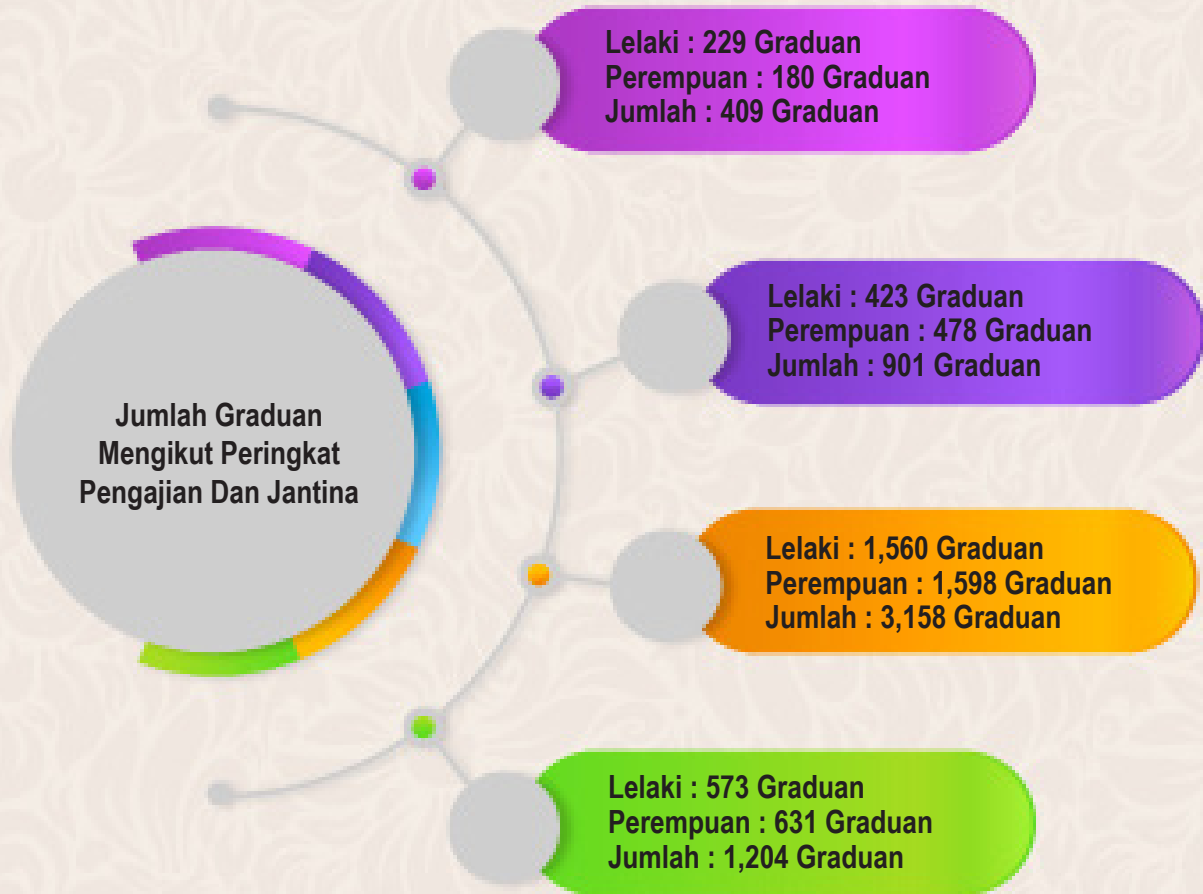 Lelaki : 229 Graduan
Perempuan : 180 Graduan
Jumlah : 409 Graduan
Lelaki : 423 Graduan
Perempuan : 478 Graduan
Jumlah : 901 Graduan
Jumlah Graduan
Mengikut Peringkat
Pengajian Dan Jantina
Lelaki : 1,560 Graduan
Perempuan : 1,598 Graduan
Jumlah : 3,158 Graduan
Lelaki : 573 Graduan
Perempuan : 631 Graduan
Jumlah : 1,204 Graduan